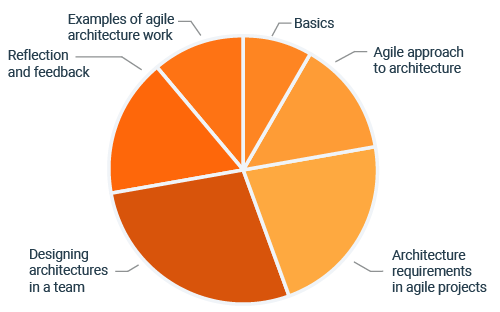 Examples of agile
architecture work
Basics
Reflection
and feedback
Agile approach
to architecture
Designing
architectures
in a team
Architecture
requirements
in agile projects